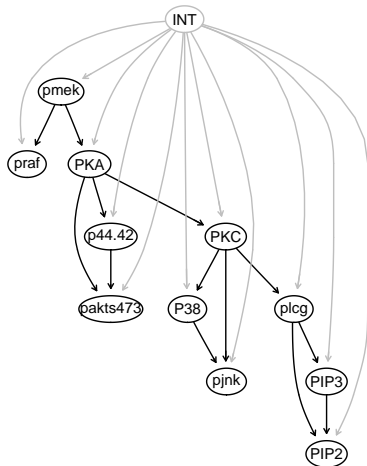 INT
pmek
praf
PKA
p44.42
PKC
pakts473
P38
plcg
pjnk
PIP3
PIP2